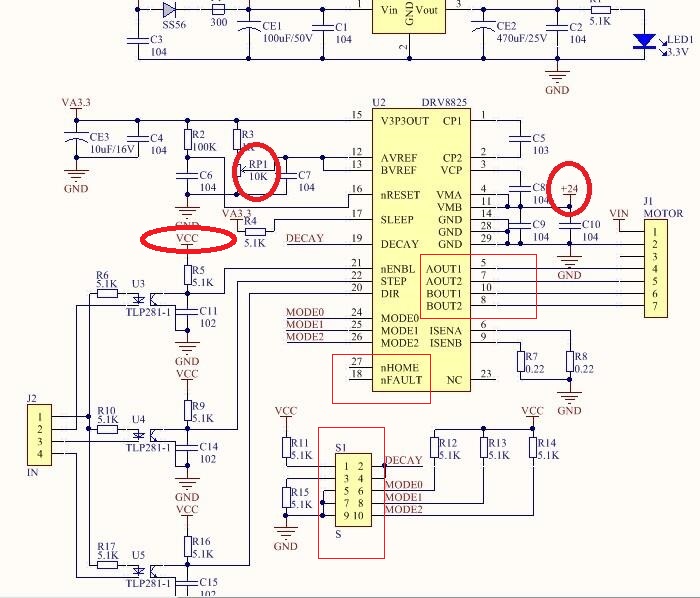 SS56
300
C3
104
CE1
100uF/50V
C1
104
1
Vin
GND
Vout
3
2
CE2
470uF/25V
C2
104
5.1K
LED1
3.3V
GND
VA3.3
CE3
10uF/16V
C4
104
GND
R2
100K
R3
RP1
10K
C6
104
C7
104
GND
VA3.3
R4
5.1K
VCC
DECAY
U2
DRV8825
15
V3P3OUT
12
AVREF
13
BVREF
16
nRESET
17
SLEEP
19
DECAY
21
nENBL
22
STEP
20
DIR
24
MODE0
25
MODE1
26
MODE2
27
nHOME
18
nFAULT
CP1
1
CP2
2
VCP
3
VMA
4
VMB
11
GND
14
GND
28
GND
29
AOUT1
5
AOUT2
7
BOUT1
10
BOUT2
8
ISENA
6
ISENB
9
NC
23
C5
103
C8
104
C9
104
+24
C10
104
GND
VIN
J1
MOTOR
1
2
3
4
5
6
7
R7
0.22
R8
0.22
GND
MODE0
MODE1
MODE2
R6
5.1K
U3
TLP281-1
R5
5.1K
C11
102
GND
VCC
J2
1
2
3
4
IN
R10
5.1K
U4
TLP281-1
R9
5.1K
C14
102
GND
VCC
R17
5.1K
U5
TLP281-1
R16
5.1K
C15
102
VCC
R11
5.1K
R15
5.1K
GND
S1
1 2
3 4
5 6
7 8
9 10
S
DECAY
MODE0
MODE1
MODE2
VCC
R12
5.1K
R13
5.1K
R14
5.1K